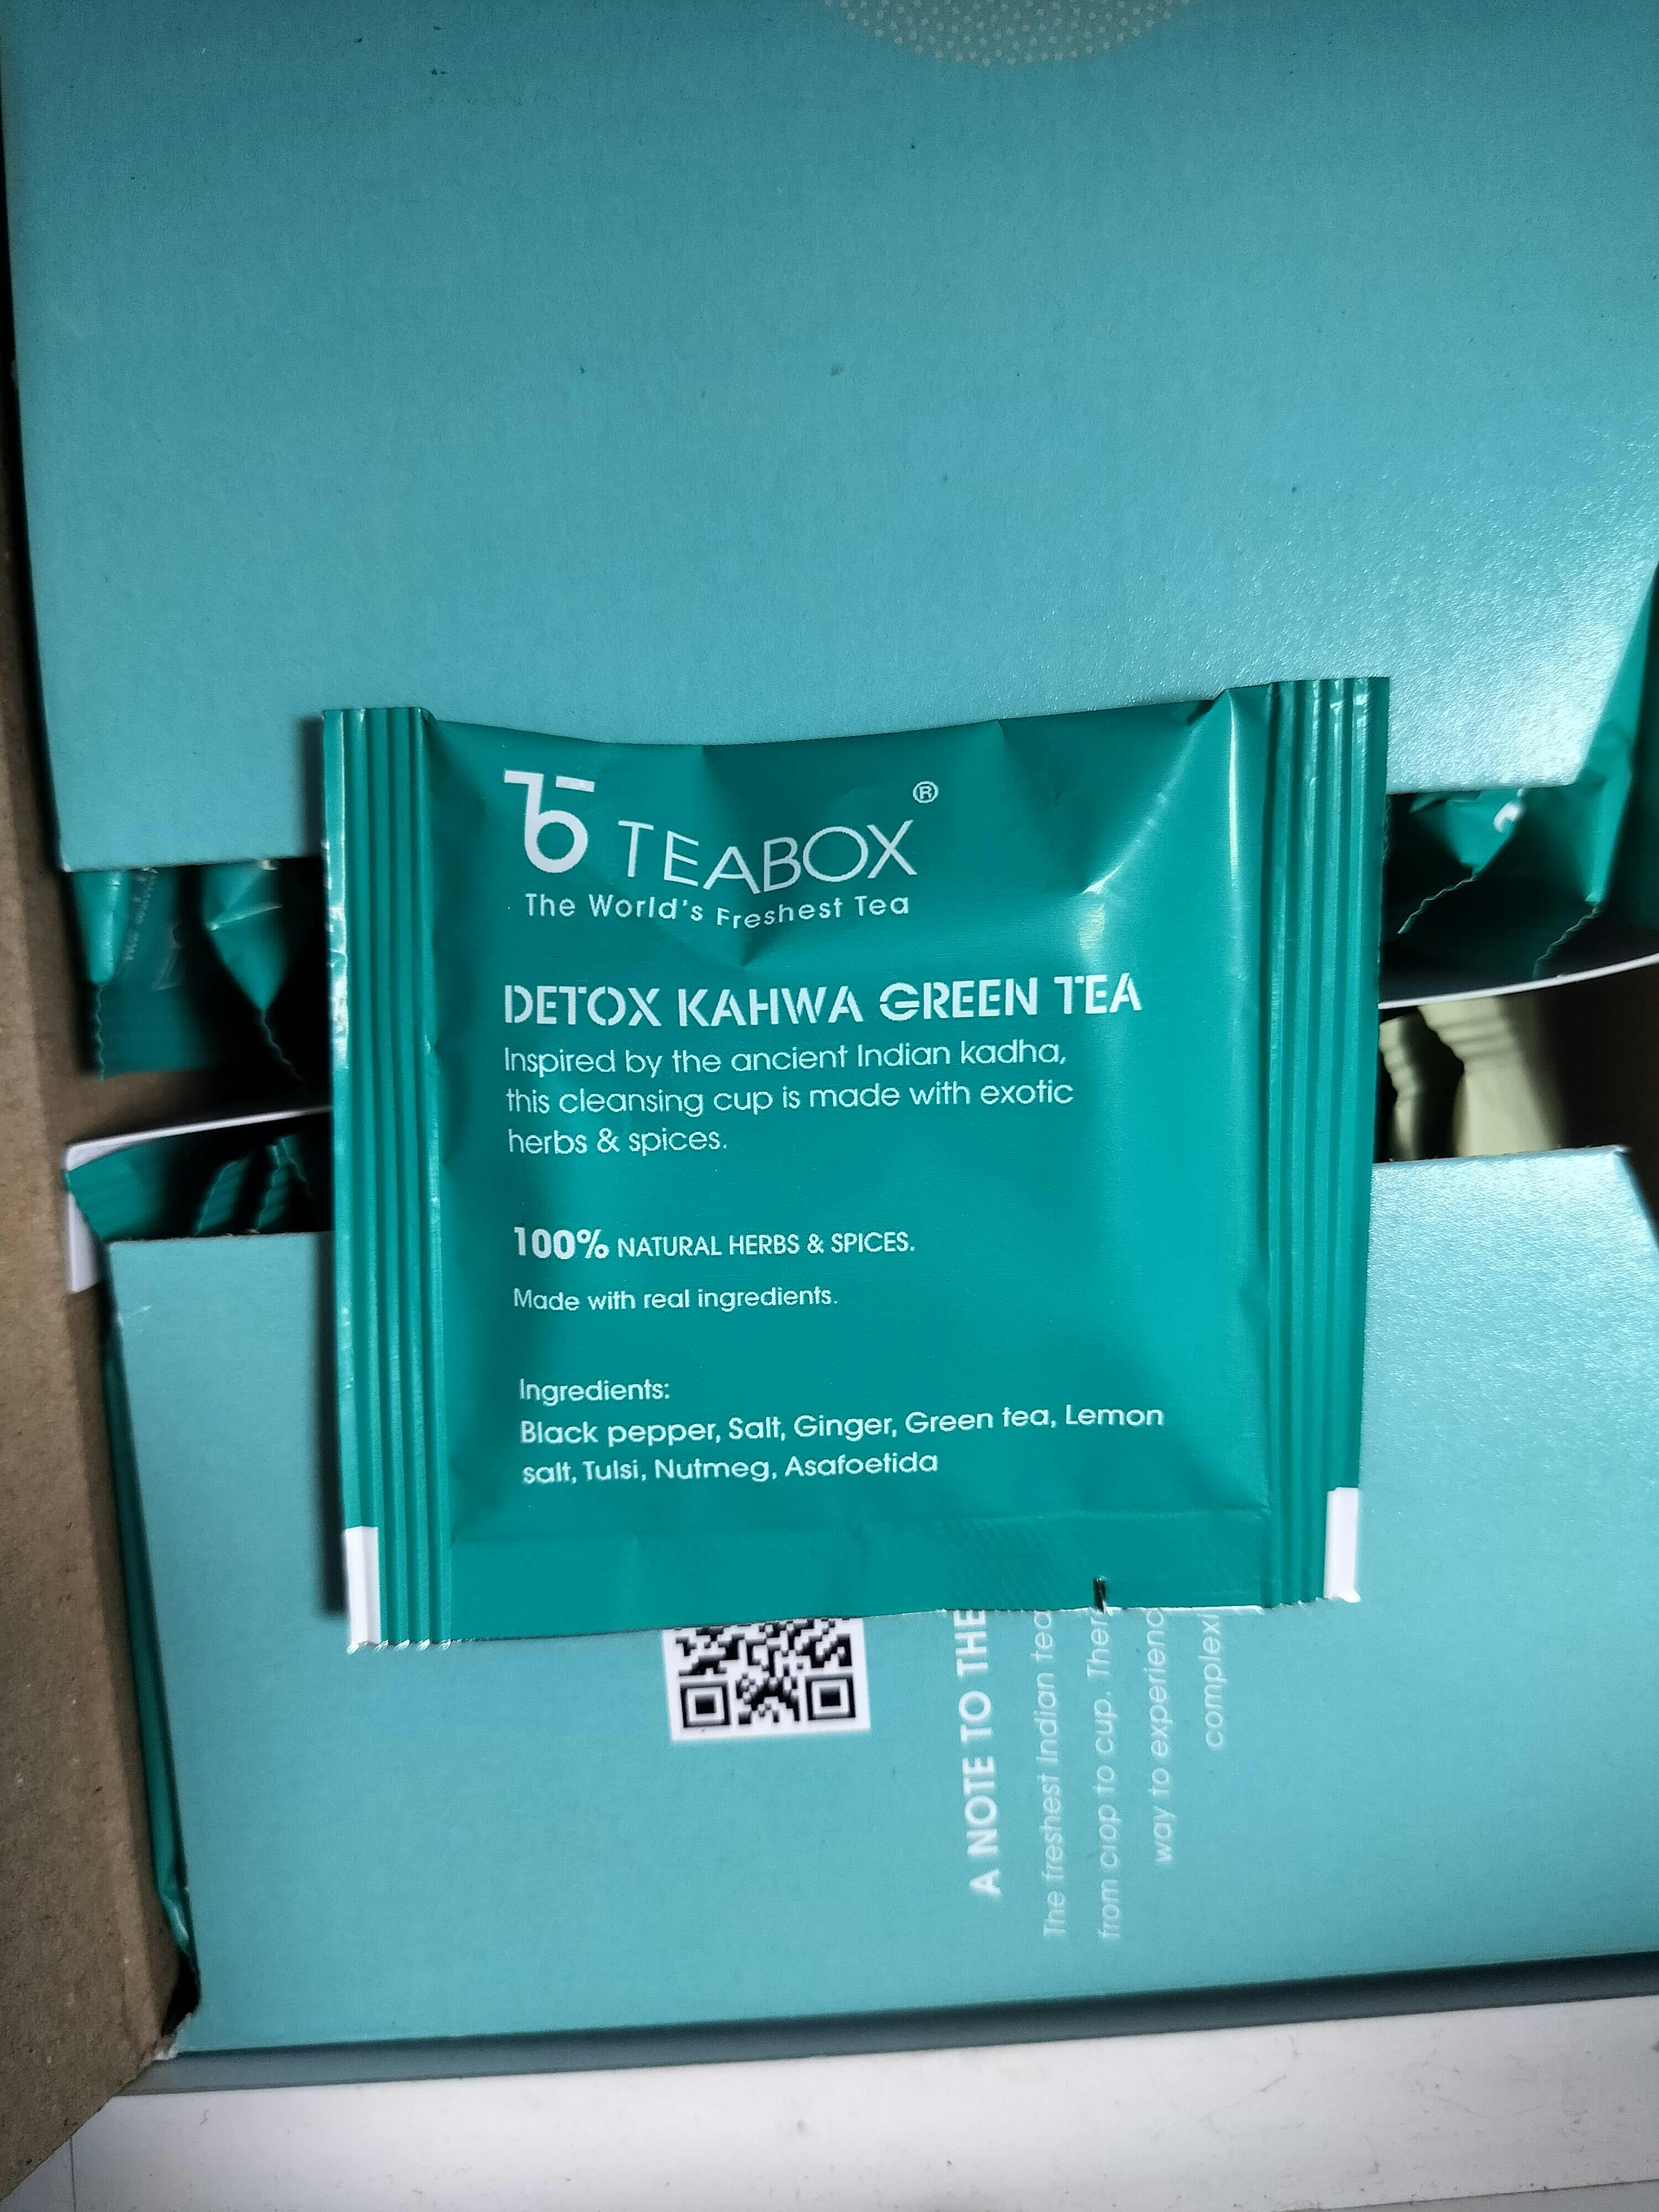 TEABOX ®
The World's Freshest Tea
DETOX KAHWA GREEN TEA
Inspired by the ancient Indian kadha,
this cleansing cup is made with exotic
herbs & spices.
100% NATURAL HERBS & SPICES.
Made with real ingredients.
Ingredients:
Black pepper, Salt, Ginger, Green tea, Lemon
salt, Tulsi, Nutmeg, Asafoetida
A NOTE TO THE
The freshest Indian tea
from crop to cup. Ther
way to experienc
complexi